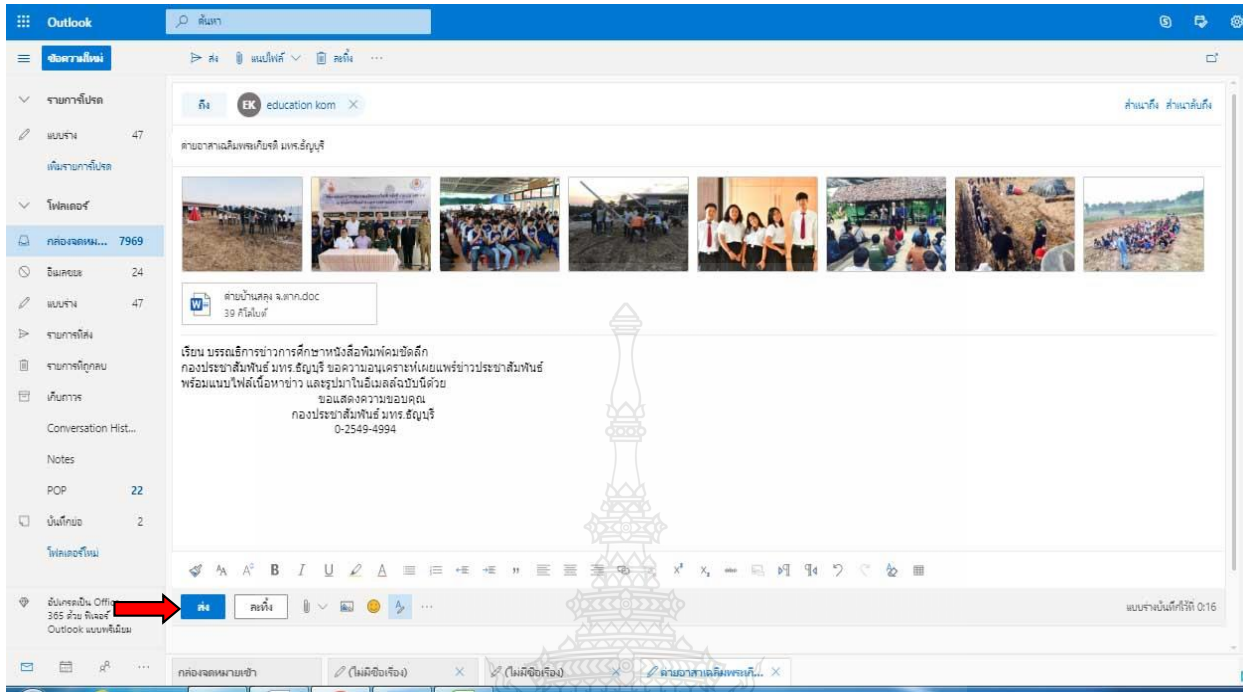 Outlook
ค้นหา
ข้อความใหม่
ส่ง แนบไฟล์ ละทิ้ง ...
รายการโปรด
แบบร่าง 47
เพิ่มรายการโปรด
โฟลเดอร์
กล่องจดหม... 7969
อีเมลขยะ 24
แบบร่าง 47
รายการที่ส่ง
รายการที่ถูกลบ
เก็บถาวร
Conversation Hist...
Notes
POP 22
บันทึกย่อ 2
โฟลเดอร์ใหม่
อัปเกรดเป็น Office
365 ด้วย ฟีเจอร์
Outlook แบบพรีเมียม
ถึง EK education kom สำเนาถึง สำเนาลับถึง
ค่ายอาสาเฉลิมพระเกียรติ มทร.ธัญบุรี
ค่ายบ้านสลุง จ.ตาก.doc
39 กิโลไบต์
เรียน บรรณธิการข่าวการศึกษาหนังสือพิมพ์คมชัดลึก
กองประชาสัมพันธ์ มทร.ธัญบุรี ขอความอนุเคราะห์เผยแพร่ข่าวประชาสัมพันธ์
พร้อมแนบไฟล์เนื้อหาข่าว และรูปมาในอีเมลล์ฉบับนี้ด้วย
ขอแสดงความขอบคุณ
กองประชาสัมพันธ์ มทร.ธัญบุรี
0-2549-4994
ส่ง ละทิ้ง ... แบบร่างบันทึกไว้ที่ 0:16
กล่องจดหมายเข้า (ไม่มีชื่อเรื่อง) (ไม่มีชื่อเรื่อง) ค่ายอาสาเฉลิมพระเกี...